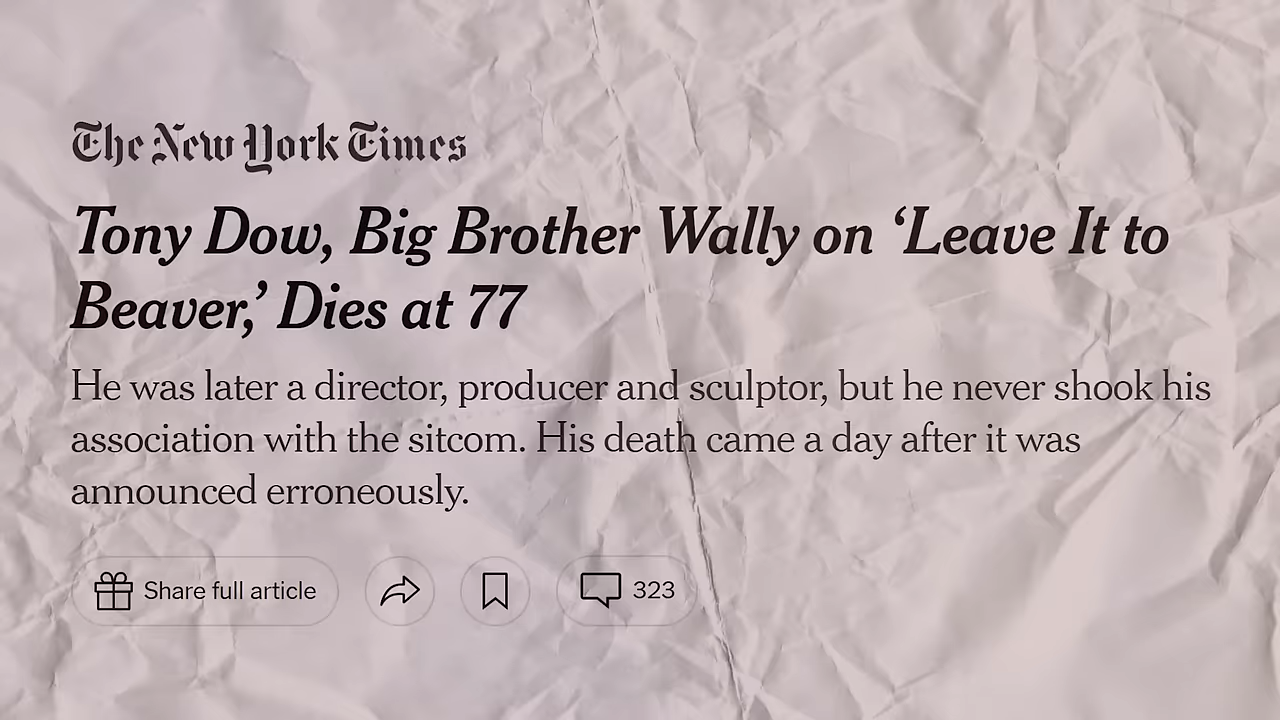 The New York Times
Tony Dow, Big Brother Wally on ‘Leave It to
Beaver,’ Dies at 77
He was later a director, producer and sculptor, but he never shook his
association with the sitcom. His death came a day after it was
announced erroneously.
Share full article
323